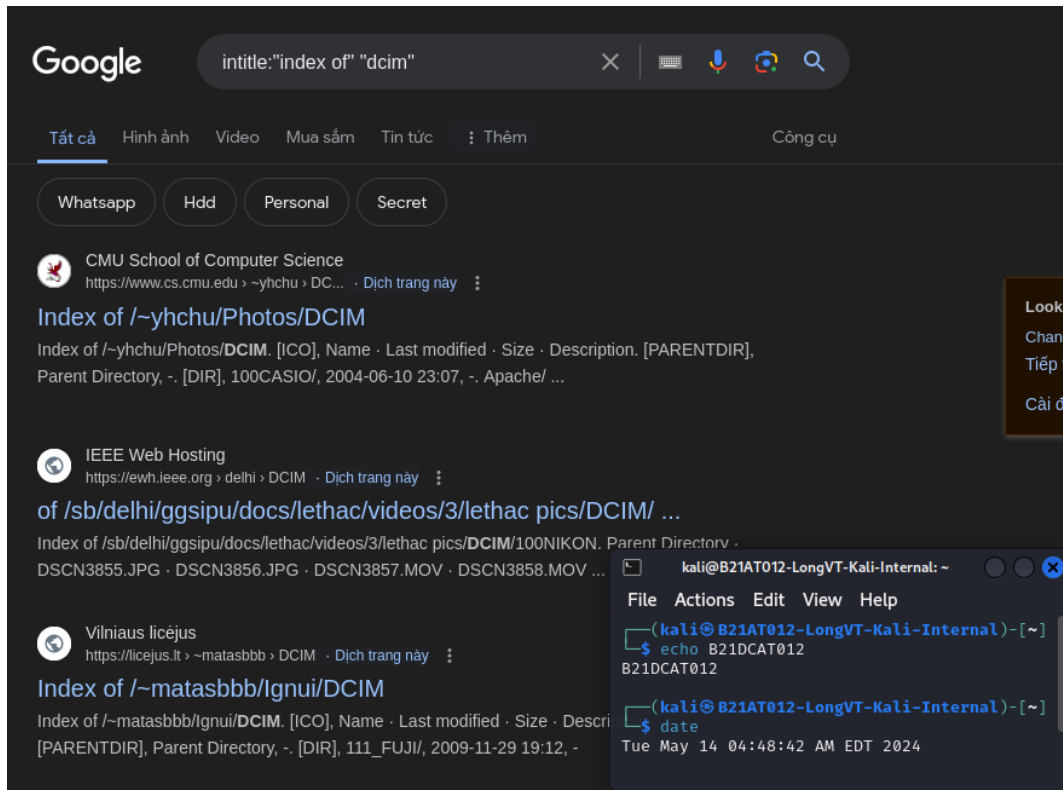 Google
intitle:"index of" "dcim"
Tất cả Hình ảnh Video Mua sắm Tin tức Thêm Công cụ
Whatsapp Hdd Personal Secret
CMU School of Computer Science
https://www.cs.cmu.edu › ~yhchu › DC... · Dịch trang này
Index of /~yhchu/Photos/DCIM
Index of /~yhchu/Photos/DCIM. [ICO], Name · Last modified · Size · Description. [PARENTDIR],
Parent Directory, -. [DIR], 100CASIO/, 2004-06-10 23:07, -. Apache/ ...
IEEE Web Hosting
https://ewh.ieee.org › delhi › DCIM · Dịch trang này
of /sb/delhi/ggsipu/docs/lethac/videos/3/lethac pics/DCIM/ ...
Index of /sb/delhi/ggsipu/docs/lethac/videos/3/lethac pics/DCIM/100NIKON. Parent Directory ·
DSCN3855.JPG · DSCN3856.JPG · DSCN3857.MOV · DSCN3858.MOV ...
Vilniaus licėjus
https://licejus.lt › ~matasbbb › DCIM · Dịch trang này
Index of /~matasbbb/Ignui/DCIM
Index of /~matasbbb/Ignui/DCIM. [ICO], Name · Last modified · Size · Descri
[PARENTDIR], Parent Directory, -. [DIR], 111_FUJI/, 2009-11-29 19:12, -
Look
Chan
Tiếp
Cài đ
kali@B21AT012-LongVT-Kali-Internal: ~
File Actions Edit View Help
(kali㉿B21AT012-LongVT-Kali-Internal)-[~]
$ echo B21DCAT012
B21DCAT012
(kali㉿B21AT012-LongVT-Kali-Internal)-[~]
$ date
Tue May 14 04:48:42 AM EDT 2024